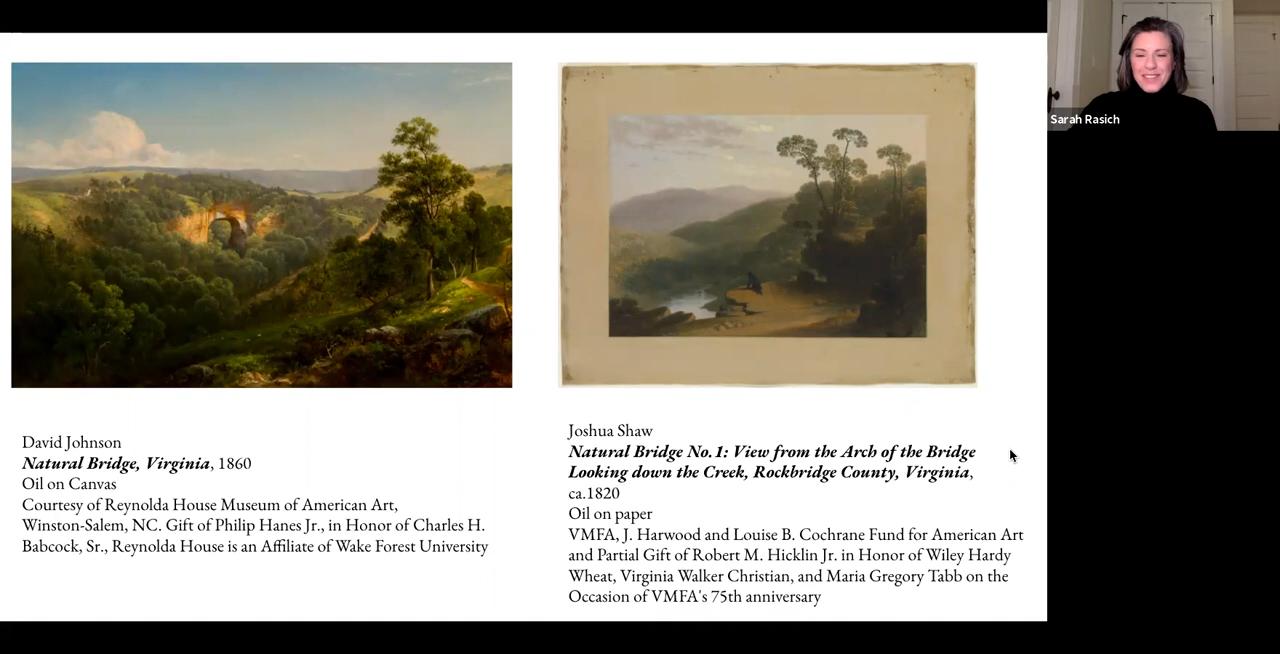 Sarah Rasich
David Johnson
Natural Bridge, Virginia, 1860
Oil on Canvas
Courtesy of Reynolda House Museum of American Art,
Winston-Salem, NC. Gift of Philip Hanes Jr., in Honor of Charles H.
Babcock, Sr., Reynolda House is an Affiliate of Wake Forest University
Joshua Shaw
Natural Bridge No. 1: View from the Arch of the Bridge
Looking down the Creek, Rockbridge County, Virginia,
ca.1820
Oil on paper
VMFA, J. Harwood and Louise B. Cochrane Fund for American Art
and Partial Gift of Robert M. Hicklin Jr. in Honor of Wiley Hardy
Wheat, Virginia Walker Christian, and Maria Gregory Tabb on the
Occasion of VMFA's 75th anniversary